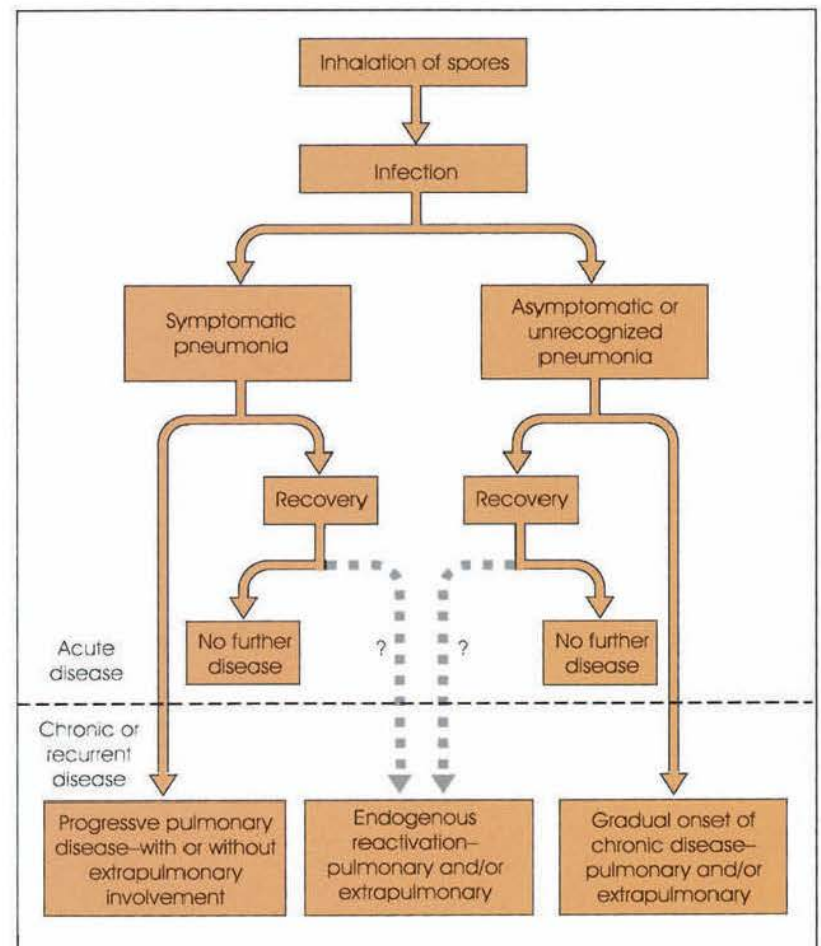 Inhalation of spores
Infection
Symptomatic
pneumonia
Asymptomatic or
unrecognized
pneumonia
Recovery
Recovery
No further
disease
?
?
No further
disease
Acute
disease
Chronic or
recurrent
disease
Progressve pulmonary
disease–with or without
extrapulmonary
involvement
Endogenous
reactivation–
pulmonary and/or
extrapulmonary
Gradual onset of
chronic disease–
pulmonary and/or
extrapulmonary